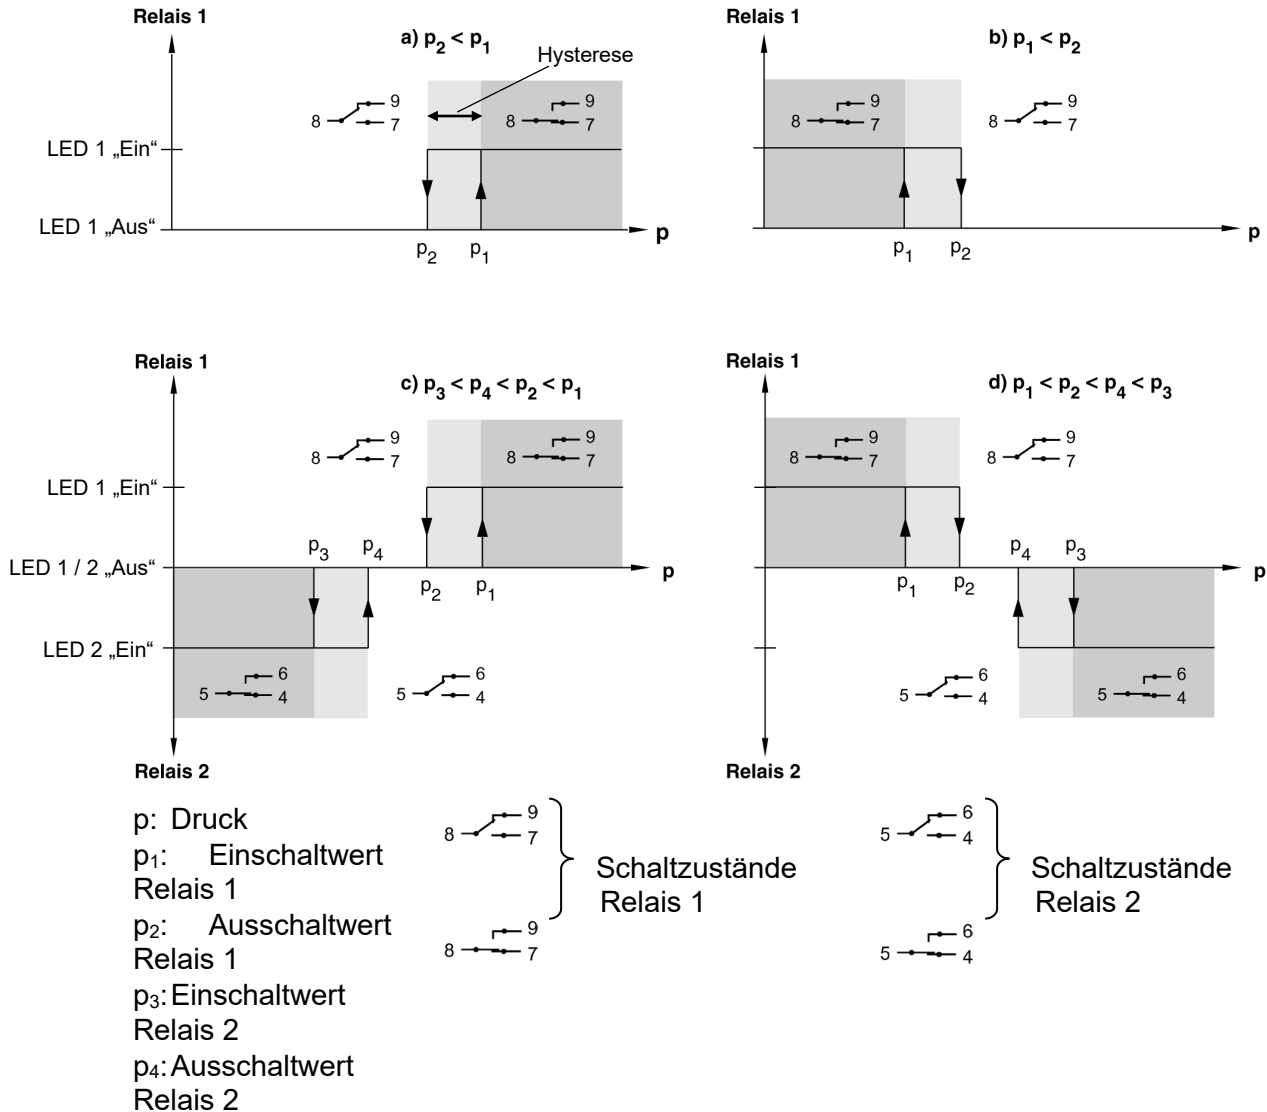 Relais 1
a) p2 < p1
Hysterese
8 9 7
8 9 7
LED 1 „Ein“
LED 1 „Aus“
p2 p1
p
Relais 1
b) p1 < p2
8 9 7
8 9 7
p1 p2
p
Relais 1
c) p3 < p4 < p2 < p1
8 9 7
8 9 7
LED 1 „Ein“
p3 p4
LED 1 / 2 „Aus“
p2 p1
p
LED 2 „Ein“
5 6 4
5 6 4
Relais 2
Relais 1
d) p1 < p2 < p4 < p3
8 9 7
8 9 7
p4 p3
p1 p2
p
5 6 4
5 6 4
Relais 2
p: Druck
p1: Einschaltwert
Relais 1
p2: Ausschaltwert
Relais 1
p3: Einschaltwert
Relais 2
p4: Ausschaltwert
Relais 2
8 9 7
8 9 7
Schaltzustände
Relais 1
5 6 4
5 6 4
Schaltzustände
Relais 2